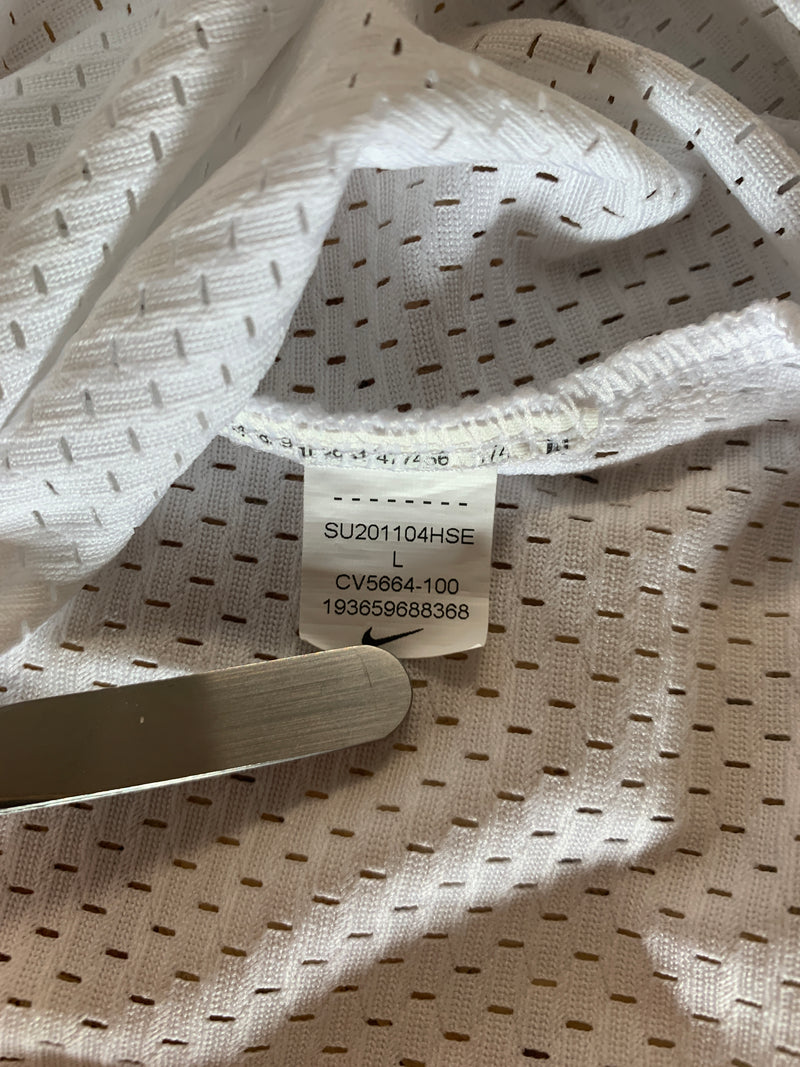 --------
SU201104HSE
L
CV5664-100
193659688368